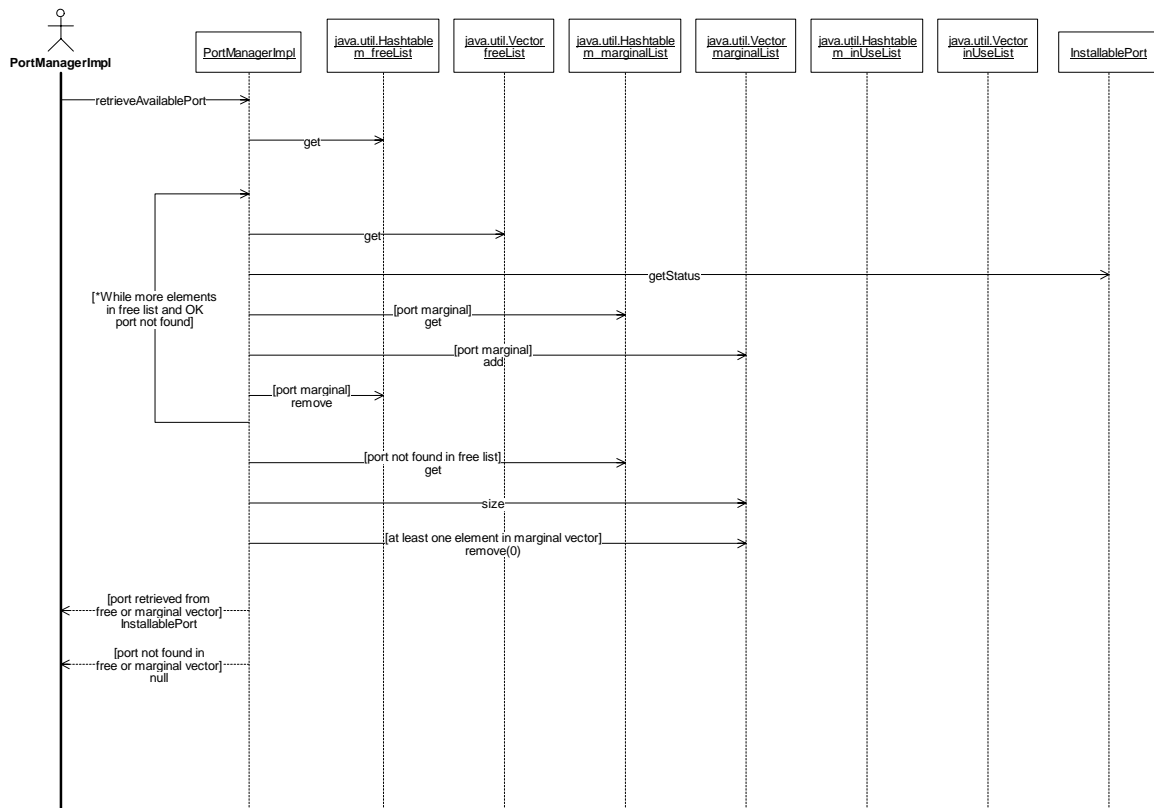 PortManagerImpl
PortManagerImpl
java.util.Hashtable
m_freeList
java.util.Vector
freeList
java.util.Hashtable
m_marginalList
java.util.Vector
marginalList
java.util.Hashtable
m_inUseList
java.util.Vector
inUseList
InstallablePort
retrieveAvailablePort
get
get
getStatus
[*While more elements
in free list and OK
port not found]
[port marginal]
get
[port marginal]
add
[port marginal]
remove
[port not found in free list]
get
size
[at least one element in marginal vector]
remove(0)
[port retrieved from
free or marginal vector]
InstallablePort
[port not found in
free or marginal vector]
null